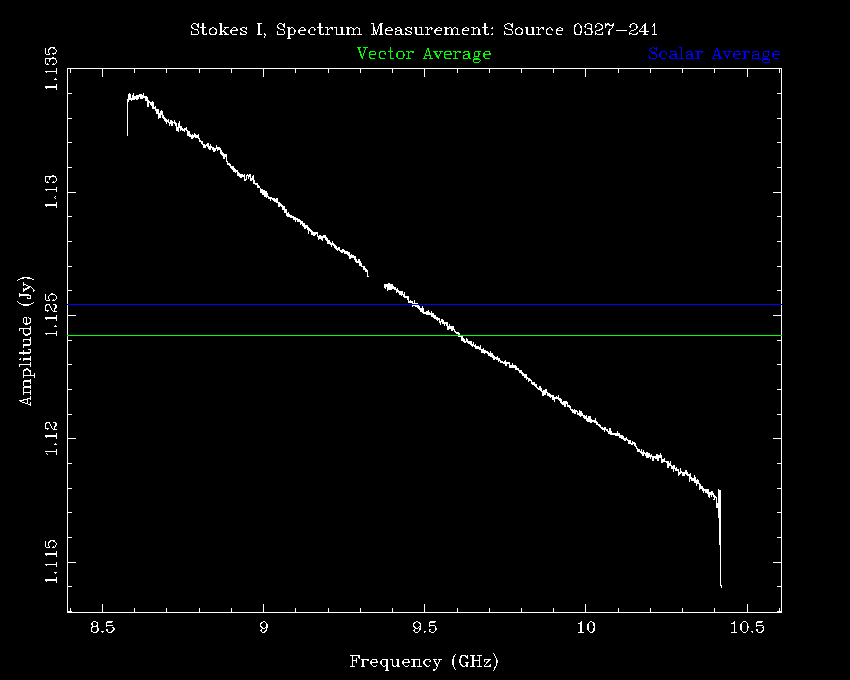 Stokes I, Spectrum Measurement: Source 0327−241
Vector Average Scalar Average
1.135
1.13
1.125
1.12
1.115
Amplitude (Jy)
8.5 9 9.5 10 10.5
Frequency (GHz)